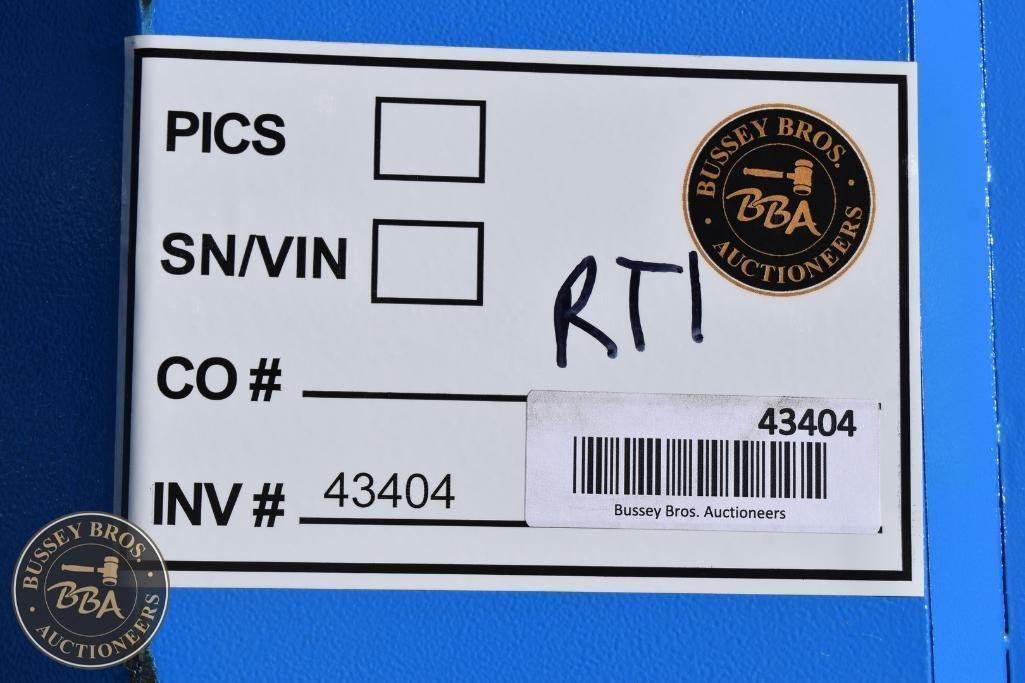 PICS
BUSSEY BROS.
BBA
AUCTIONEERS
SN/VIN
RTI
CO #
43404
INV # 43404
Bussey Bros. Auctioneers
BUSSEY BROS.
BBA
AUCTIONEERS